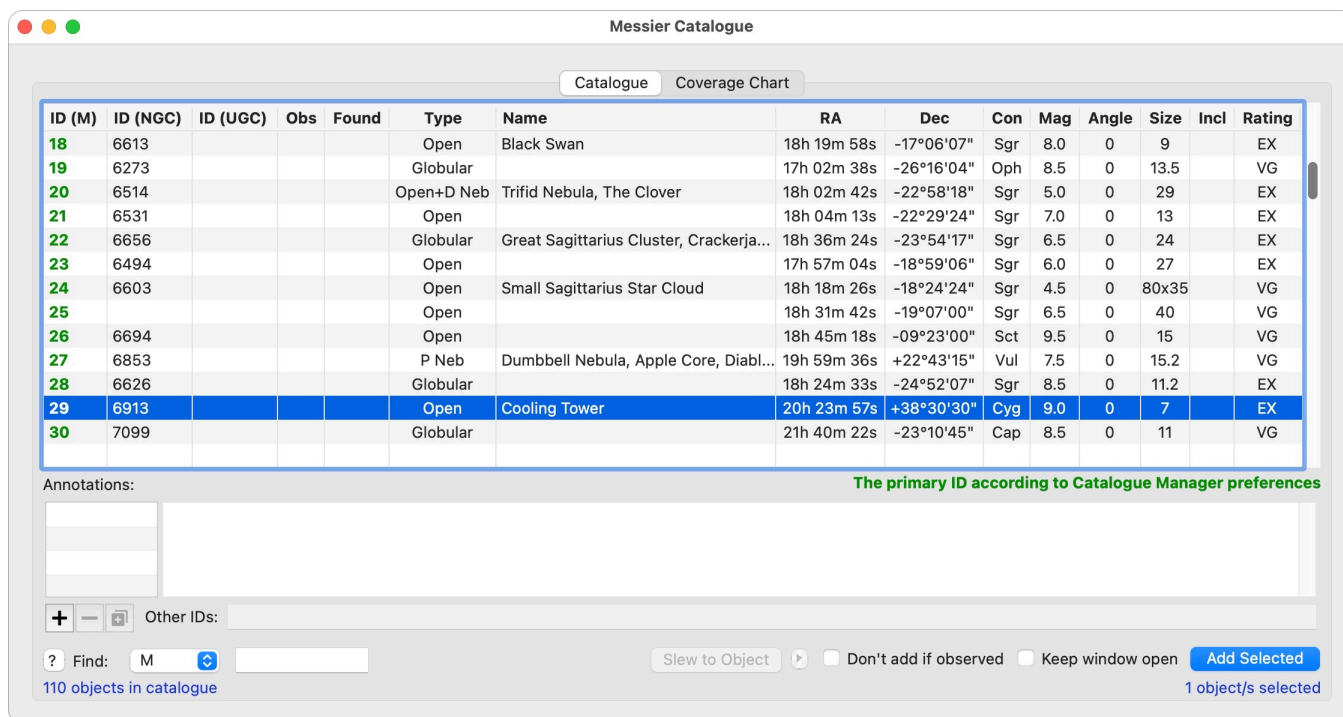 Messier Catalogue
Catalogue Coverage Chart
ID (M) ID (NGC) ID (UGC) Obs Found Type Name RA Dec Con Mag Angle Size Incl Rating
18 6613 Open Black Swan 18h 19m 58s -17°06'07" Sgr 8.0 0 9 EX
19 6273 Globular 17h 02m 38s -26°16'04" Oph 8.5 0 13.5 VG
20 6514 Open+D Neb Trifid Nebula, The Clover 18h 02m 42s -22°58'18" Sgr 5.0 0 29 EX
21 6531 Open 18h 04m 13s -22°29'24" Sgr 7.0 0 13 EX
22 6656 Globular Great Sagittarius Cluster, Crackerja... 18h 36m 24s -23°54'17" Sgr 6.5 0 24 EX
23 6494 Open 17h 57m 04s -18°59'06" Sgr 6.0 0 27 EX
24 6603 Open Small Sagittarius Star Cloud 18h 18m 26s -18°24'24" Sgr 4.5 0 80x35 VG
25 Open 18h 31m 42s -19°07'00" Sgr 6.5 0 40 VG
26 6694 Open 18h 45m 18s -09°23'00" Sct 9.5 0 15 VG
27 6853 P Neb Dumbbell Nebula, Apple Core, Diabl... 19h 59m 36s +22°43'15" Vul 7.5 0 15.2 VG
28 6626 Globular 18h 24m 33s -24°52'07" Sgr 8.5 0 11.2 EX
29 6913 Open Cooling Tower 20h 23m 57s +38°30'30" Cyg 9.0 0 7 EX
30 7099 Globular 21h 40m 22s -23°10'45" Cap 8.5 0 11 VG
Annotations: The primary ID according to Catalogue Manager preferences
Other IDs:
? Find: M Slew to Object Don't add if observed Keep window open Add Selected
110 objects in catalogue 1 object/s selected